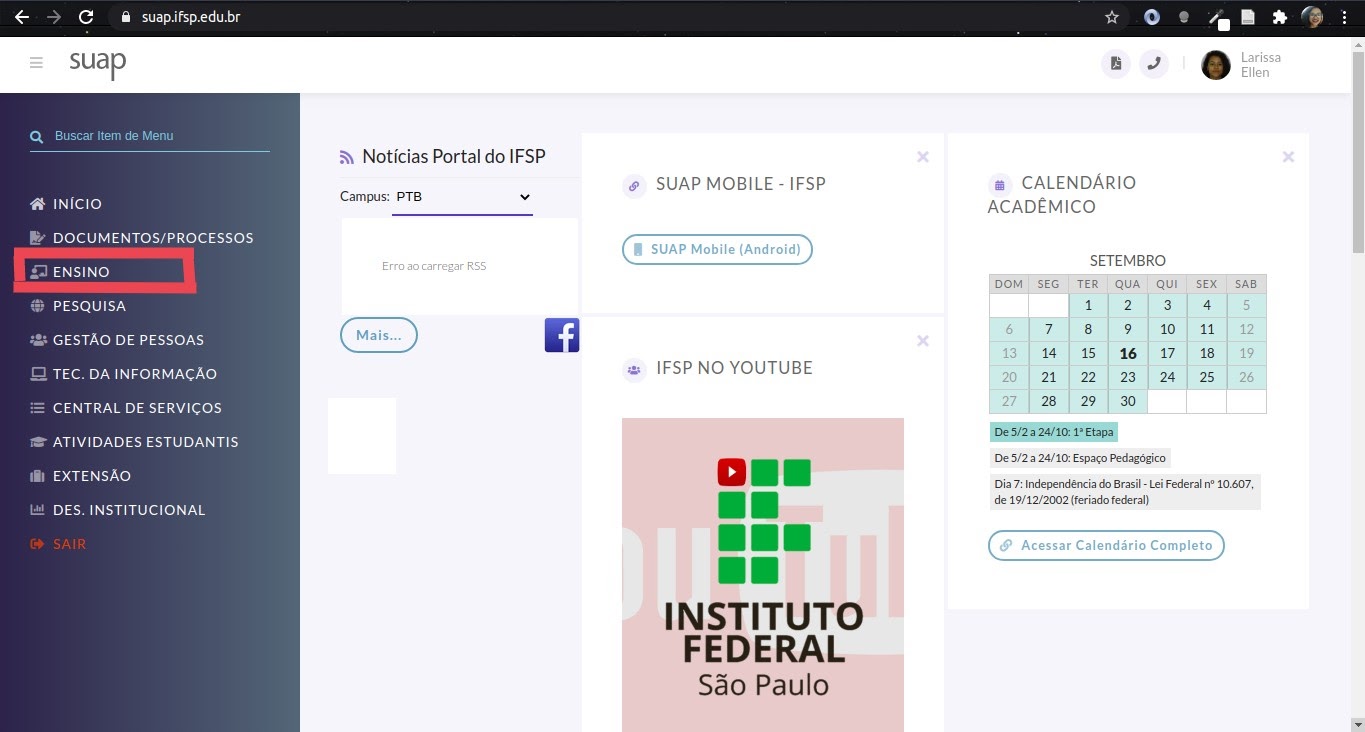 suap.ifsp.edu.br
suap
Larissa
Ellen
Buscar Item de Menu
INÍCIO
DOCUMENTOS/PROCESSOS
ENSINO
PESQUISA
GESTÃO DE PESSOAS
TEC. DA INFORMAÇÃO
CENTRAL DE SERVIÇOS
ATIVIDADES ESTUDANTIS
EXTENSÃO
DES. INSTITUCIONAL
SAIR
Notícias Portal do IFSP
Campus: PTB
Erro ao carregar RSS
Mais...
SUAP MOBILE - IFSP
SUAP Mobile (Android)
IFSP NO YOUTUBE
INSTITUTO
FEDERAL
São Paulo
CALENDÁRIO
ACADÊMICO
SETEMBRO
DOM SEG TER QUA QUI SEX SAB
1 2 3 4 5
6 7 8 9 10 11 12
13 14 15 16 17 18 19
20 21 22 23 24 25 26
27 28 29 30
De 5/2 a 24/10: 1ª Etapa
De 5/2 a 24/10: Espaço Pedagógico
Dia 7: Independência do Brasil - Lei Federal nº 10.607,
de 19/12/2002 (feriado federal)
Acessar Calendário Completo